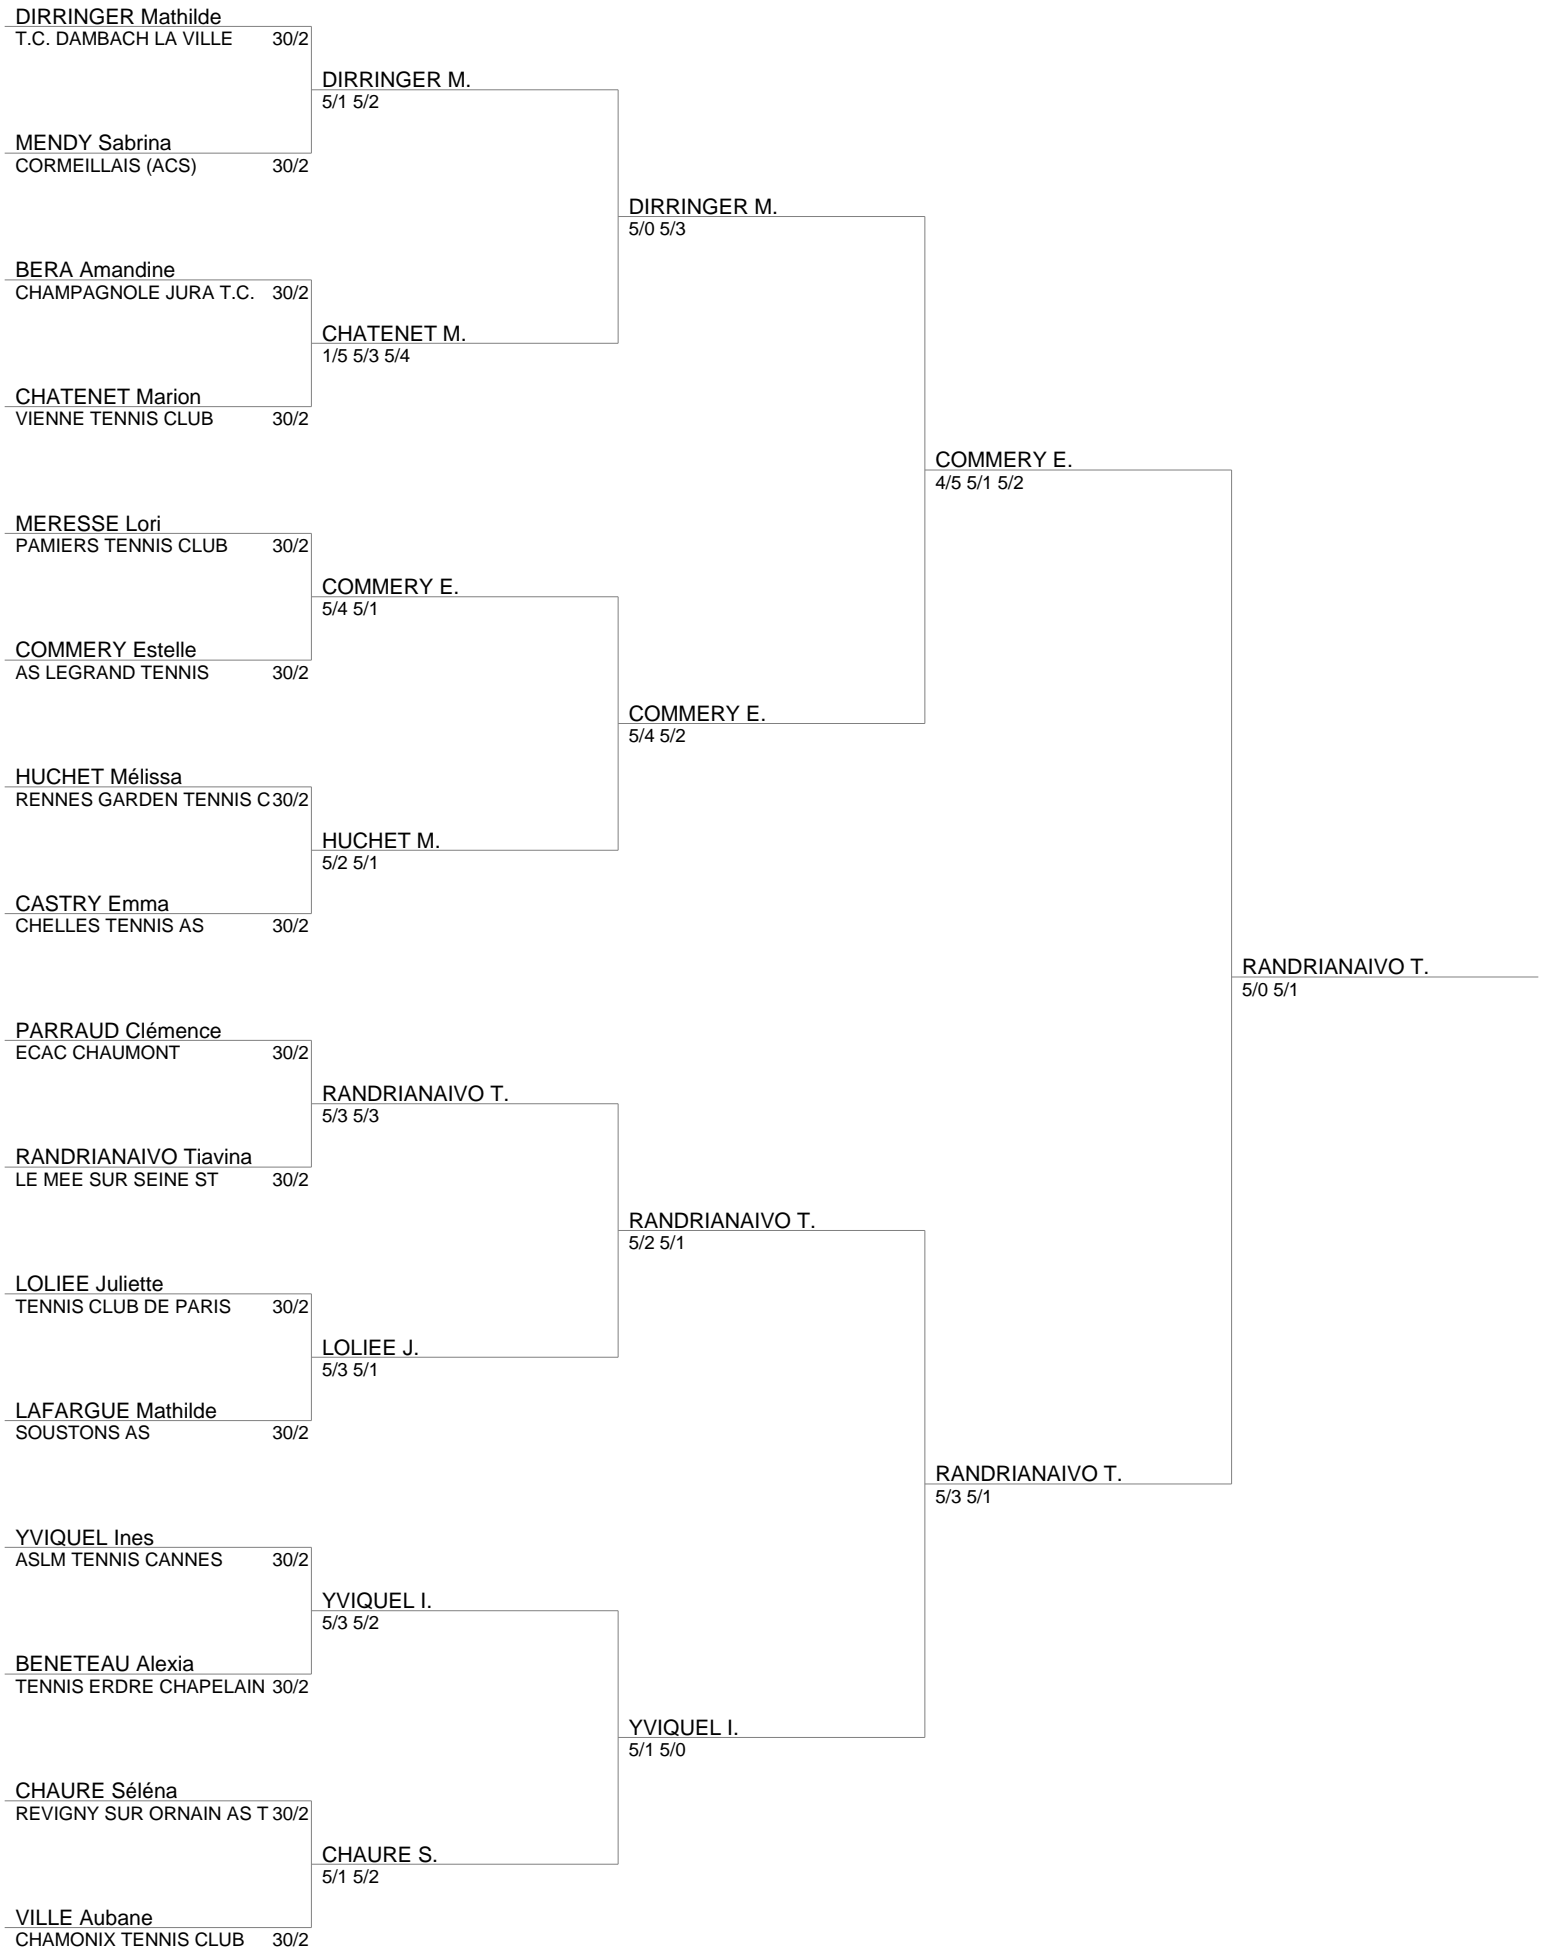 DIRRINGER Mathilde
T.C. DAMBACH LA VILLE 30/2
DIRRINGER M.
5/1 5/2
MENDY Sabrina
CORMEILLAIS (ACS) 30/2
DIRRINGER M.
5/0 5/3
BERA Amandine
CHAMPAGNOLE JURA T.C. 30/2
CHATENET M.
1/5 5/3 5/4
CHATENET Marion
VIENNE TENNIS CLUB 30/2
COMMERY E.
4/5 5/1 5/2
MERESSE Lori
PAMIERS TENNIS CLUB 30/2
COMMERY E.
5/4 5/1
COMMERY Estelle
AS LEGRAND TENNIS 30/2
COMMERY E.
5/4 5/2
HUCHET Mélissa
RENNES GARDEN TENNIS C 30/2
HUCHET M.
5/2 5/1
CASTRY Emma
CHELLES TENNIS AS 30/2
RANDRIANAIVO T.
5/0 5/1
PARRAUD Clémence
ECAC CHAUMONT 30/2
RANDRIANAIVO T.
5/3 5/3
RANDRIANAIVO Tiavina
LE MEE SUR SEINE ST 30/2
RANDRIANAIVO T.
5/2 5/1
LOLIEE Juliette
TENNIS CLUB DE PARIS 30/2
LOLIEE J.
5/3 5/1
LAFARGUE Mathilde
SOUSTONS AS 30/2
RANDRIANAIVO T.
5/3 5/1
YVIQUEL Ines
ASLM TENNIS CANNES 30/2
YVIQUEL I.
5/3 5/2
BENETEAU Alexia
TENNIS ERDRE CHAPELAIN 30/2
YVIQUEL I.
5/1 5/0
CHAURE Séléna
REVIGNY SUR ORNAIN AS T 30/2
CHAURE S.
5/1 5/2
VILLE Aubane
CHAMONIX TENNIS CLUB 30/2